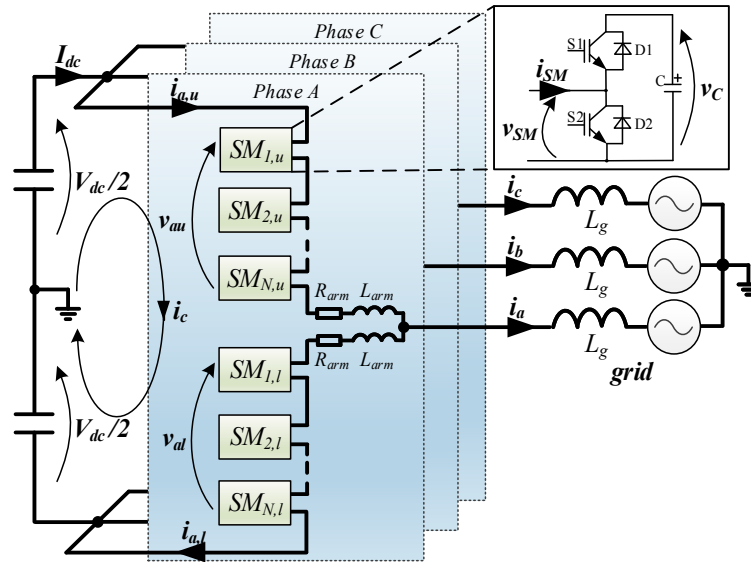 Phase C
Phase B
Phase A
I_dc
i_a,u
V_dc/2
v_au
SM_1,u
SM_2,u
SM_N,u
R_arm L_arm
i_c
R_arm L_arm
V_dc/2
v_al
SM_1,l
SM_2,l
SM_N,l
i_a,l
S1 D1
i_SM
C +
v_C
v_SM
S2 D2
i_c
L_g
i_b
L_g
i_a
L_g
grid